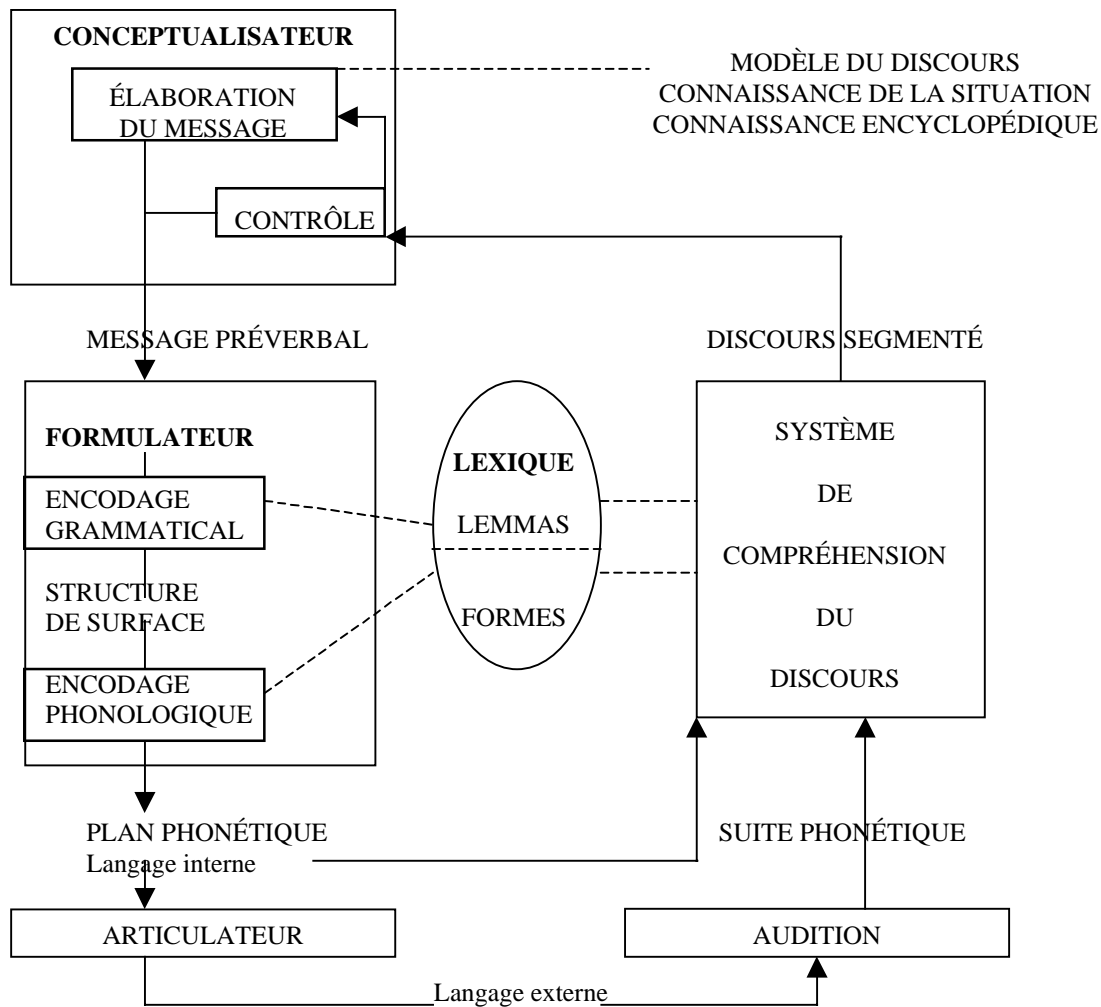 CONCEPTUALISATEUR
ÉLABORATION
DU MESSAGE
MODÈLE DU DISCOURS
CONNAISSANCE DE LA SITUATION
CONNAISSANCE ENCYCLOPÉDIQUE
CONTRÔLE
MESSAGE PRÉVERBAL
DISCOURS SEGMENTÉ
FORMULATEUR
ENCODAGE
GRAMMATICAL
STRUCTURE
DE SURFACE
ENCODAGE
PHONOLOGIQUE
LEXIQUE
LEMMAS
FORMES
SYSTÈME
DE
COMPRÉHENSION
DU
DISCOURS
PLAN PHONÉTIQUE
Langage interne
SUITE PHONÉTIQUE
ARTICULATEUR
AUDITION
Langage externe